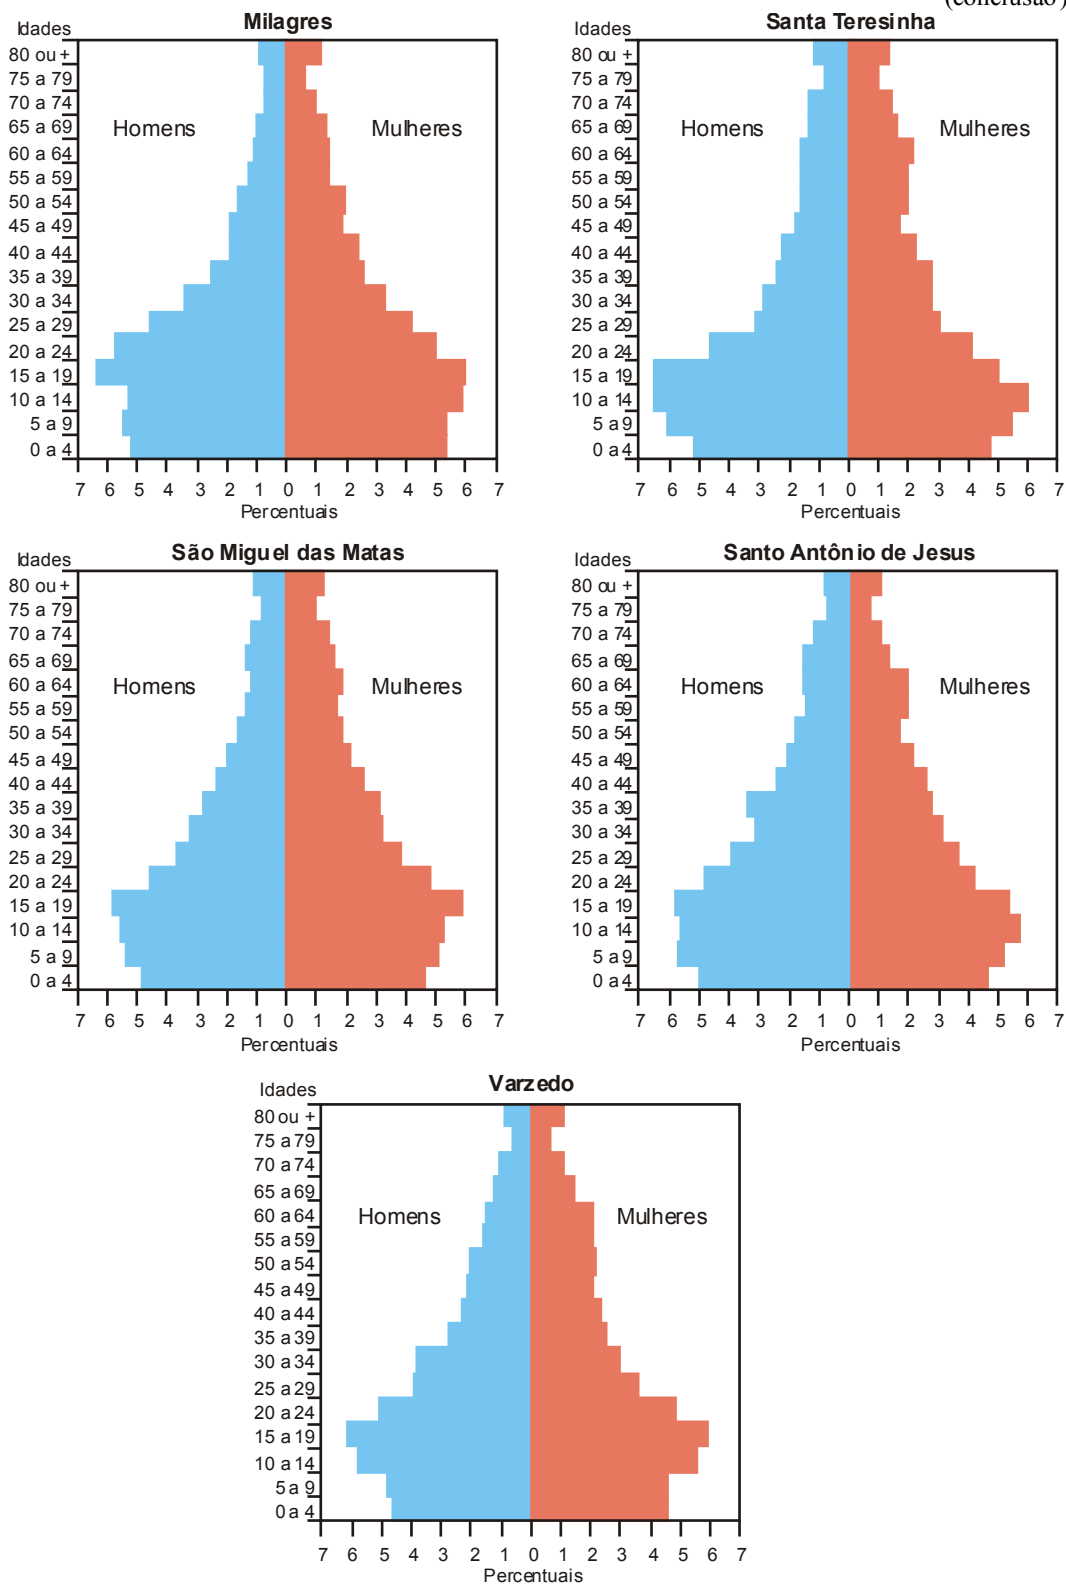 (conclusão)
Milagres
Idades
80 ou +
75 a 79
70 a 74
65 a 69
60 a 64
55 a 59
50 a 54
45 a 49
40 a 44
35 a 39
30 a 34
25 a 29
20 a 24
15 a 19
10 a 14
5 a 9
0 a 4
Homens
Mulheres
7 6 5 4 3 2 1 0 1 2 3 4 5 6 7
Percentuais
Santa Teresinha
Idades
80 ou +
75 a 79
70 a 74
65 a 69
60 a 64
55 a 59
50 a 54
45 a 49
40 a 44
35 a 39
30 a 34
25 a 29
20 a 24
15 a 19
10 a 14
5 a 9
0 a 4
Homens
Mulheres
7 6 5 4 3 2 1 0 1 2 3 4 5 6 7
Percentuais
São Miguel das Matas
Idades
80 ou +
75 a 79
70 a 74
65 a 69
60 a 64
55 a 59
50 a 54
45 a 49
40 a 44
35 a 39
30 a 34
25 a 29
20 a 24
15 a 19
10 a 14
5 a 9
0 a 4
Homens
Mulheres
7 6 5 4 3 2 1 0 1 2 3 4 5 6 7
Percentuais
Santo Antônio de Jesus
Idades
80 ou +
75 a 79
70 a 74
65 a 69
60 a 64
55 a 59
50 a 54
45 a 49
40 a 44
35 a 39
30 a 34
25 a 29
20 a 24
15 a 19
10 a 14
5 a 9
0 a 4
Homens
Mulheres
7 6 5 4 3 2 1 0 1 2 3 4 5 6 7
Percentuais
Varzedo
Idades
80 ou +
75 a 79
70 a 74
65 a 69
60 a 64
55 a 59
50 a 54
45 a 49
40 a 44
35 a 39
30 a 34
25 a 29
20 a 24
15 a 19
10 a 14
5 a 9
0 a 4
Homens
Mulheres
7 6 5 4 3 2 1 0 1 2 3 4 5 6 7
Percentuais